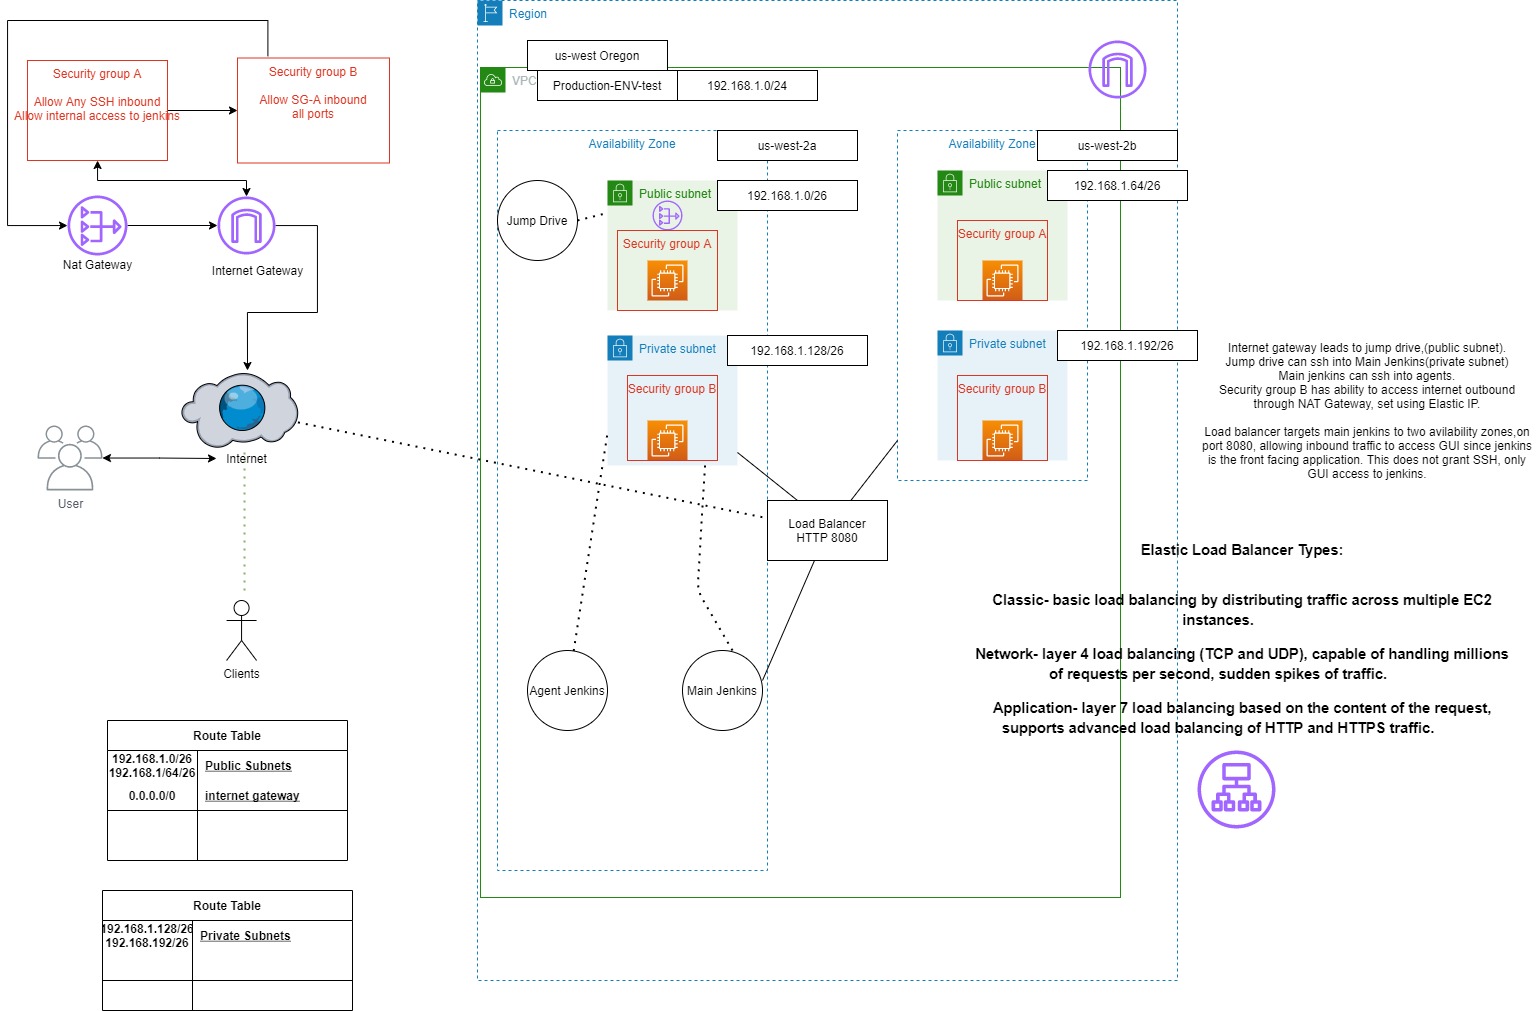 Region
us-west Oregon
VPC
Production-ENV-test
192.168.1.0/24
Security group A
Allow Any SSH inbound
Allow internal access to jenkins
Security group B
Allow SG-A inbound
all ports
Nat Gateway
Internet Gateway
Availability Zone
us-west-2a
Public subnet
192.168.1.0/26
Jump Drive
Security group A
Private subnet
192.168.1.128/26
Security group B
Availability Zone
us-west-2b
Public subnet
192.168.1.64/26
Security group A
Private subnet
192.168.1.192/26
Security group B
Internet gateway leads to jump drive,(public subnet).
Jump drive can ssh into Main Jenkins(private subnet)
Main jenkins can ssh into agents.
Security group B has ability to access internet outbound
through NAT Gateway, set using Elastic IP.
Load balancer targets main jenkins to two avilability zones,on
port 8080, allowing inbound traffic to access GUI since jenkins
is the front facing application. This does not grant SSH, only
GUI access to jenkins.
Internet
User
Clients
Load Balancer
HTTP 8080
Agent Jenkins
Main Jenkins
Elastic Load Balancer Types:
Classic- basic load balancing by distributing traffic across multiple EC2
instances.
Network- layer 4 load balancing (TCP and UDP), capable of handling millions
of requests per second, sudden spikes of traffic.
Application- layer 7 load balancing based on the content of the request,
supports advanced load balancing of HTTP and HTTPS traffic.
Route Table
192.168.1.0/26
192.168.1/64/26
Public Subnets
0.0.0.0/0
internet gateway
Route Table
192.168.1.128/26
192.168.192/26
Private Subnets